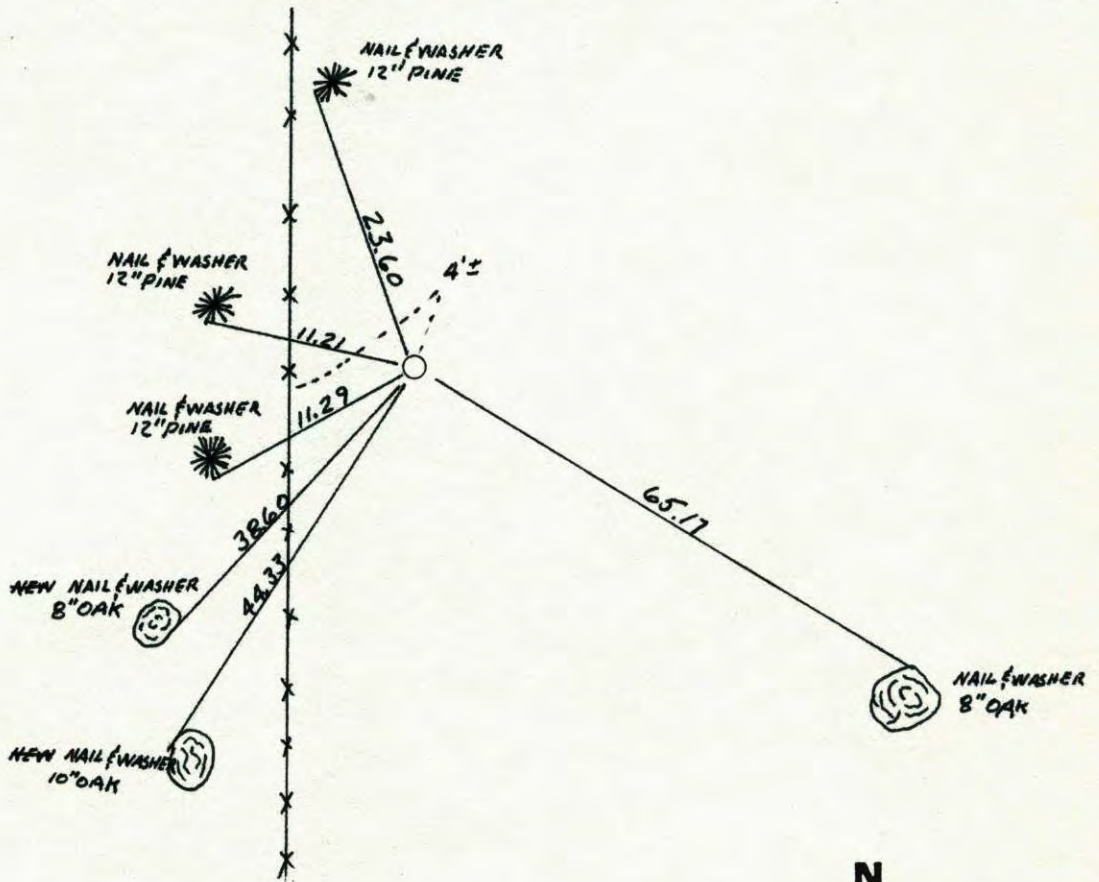 NAIL & WASHER
12" PINE
23.60
4'±
NAIL & WASHER
12" PINE
11.21
11.29
NAIL & WASHER
12" PINE
38.60
44.33
65.17
NEW NAIL & WASHER
8" OAK
NAIL & WASHER
8" OAK
NEW NAIL & WASHER
10" OAK
N